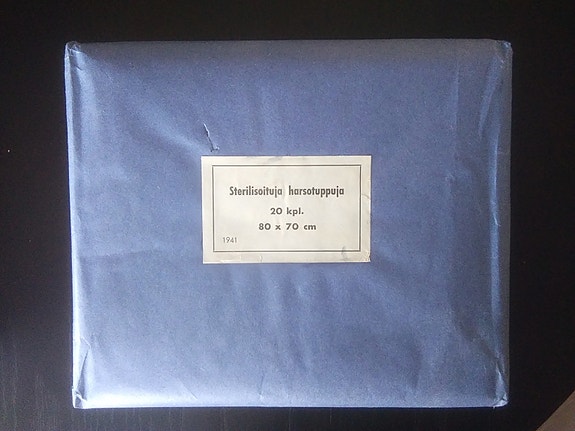 Sterilisoituja harsotuppuja
20 kpl.
80 x 70 cm
1941